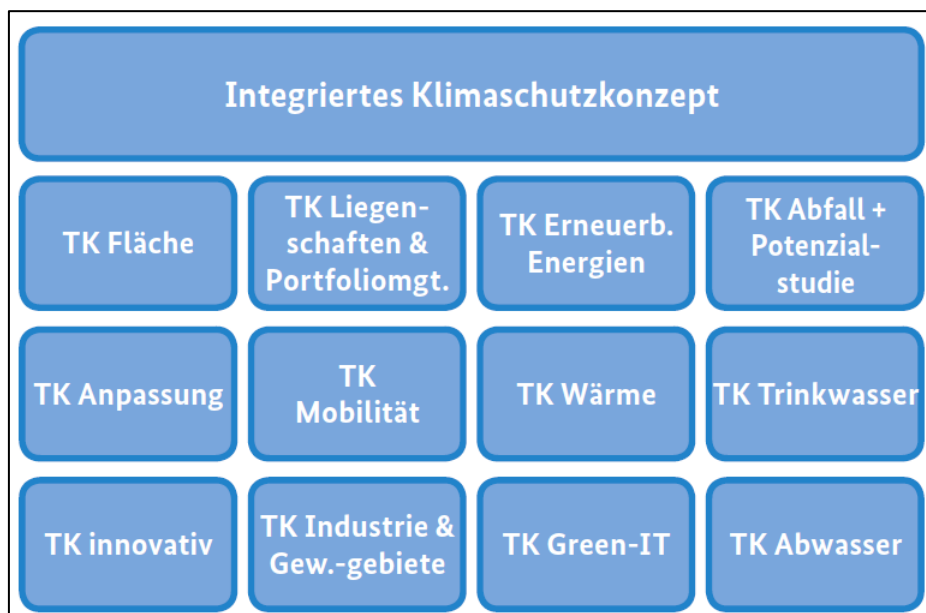 Integriertes Klimaschutzkonzept
TK Fläche
TK Liegen-
schaften &
Portfoliomgt.
TK Erneuerb.
Energien
TK Abfall +
Potenzial-
studie
TK Anpassung
TK
Mobilität
TK Wärme
TK Trinkwasser
TK innovativ
TK Industrie &
Gew.-gebiete
TK Green-IT
TK Abwasser